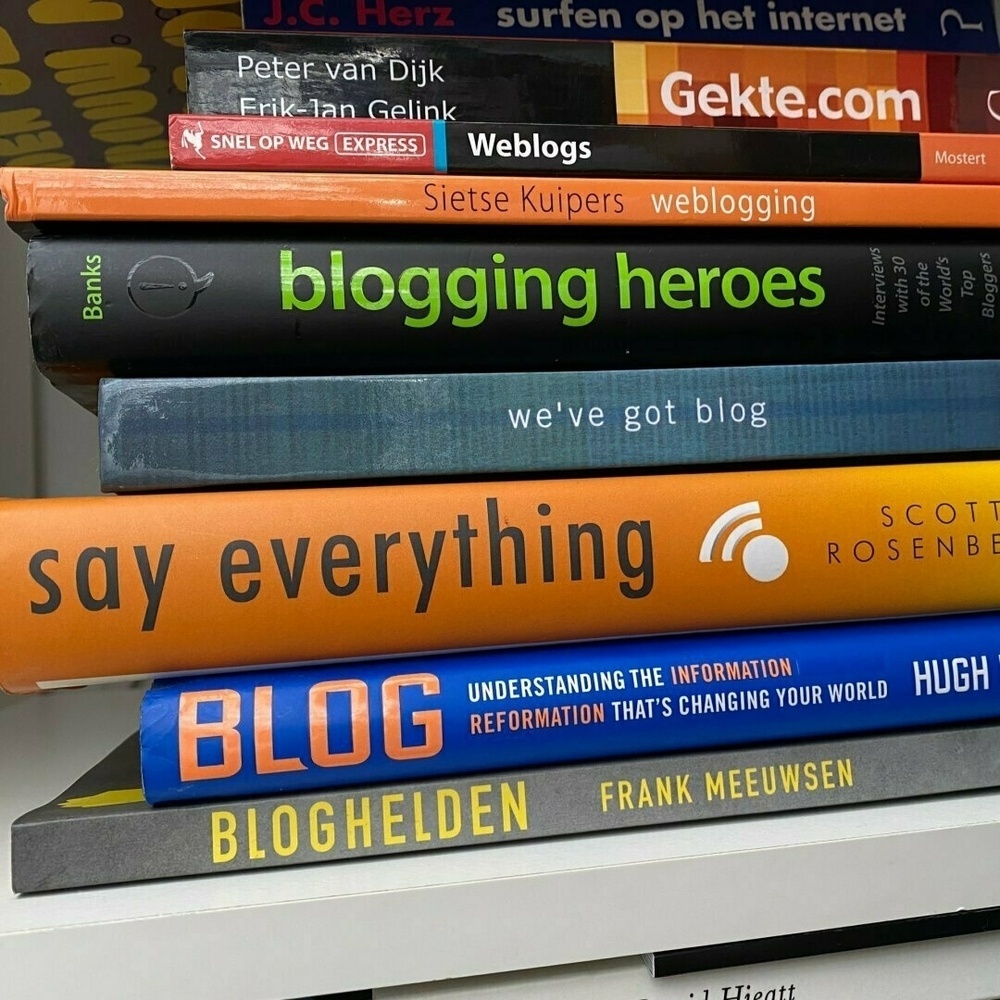 J.C. Herz surfen op het internet
Peter van Dijk
Erik-Jan Gelink
Gekte.com
SNEL OP WEG EXPRESS Weblogs Mostert
Sietse Kuipers weblogging
Banks
blogging heroes
Interviews
with 30
of the
World's
Top
Bloggers
we've got blog
say everything
SCOTT
ROSENBE
BLOG
UNDERSTANDING THE INFORMATION
REFORMATION THAT'S CHANGING YOUR WORLD
HUGH
BLOGHELDEN FRANK MEEUWSEN
Hieatt